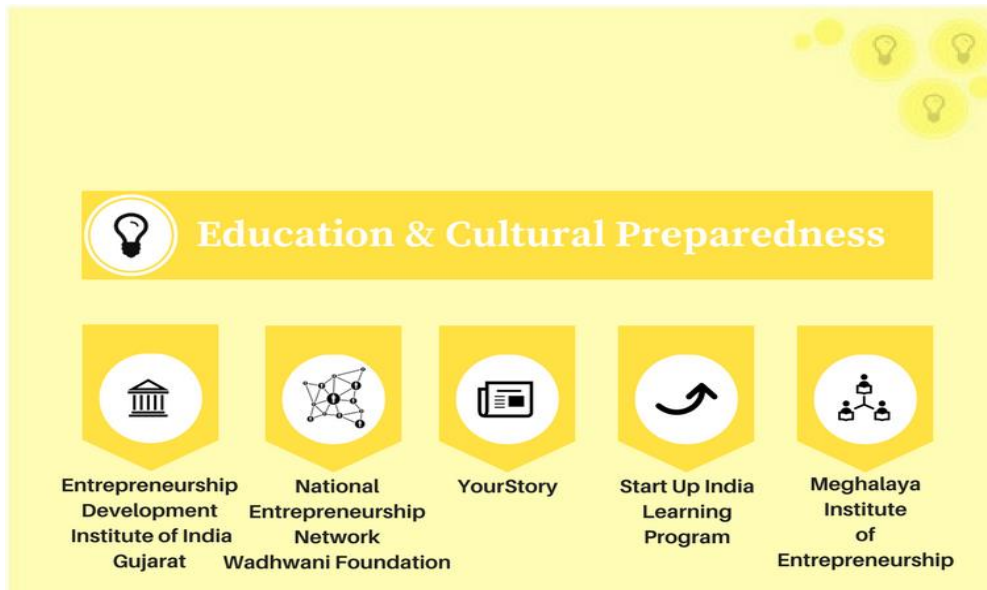 Education & Cultural Preparedness
Entrepreneurship
Development
Institute of India
Gujarat
National
Entrepreneurship
Network
Wadhwani Foundation
YourStory
Start Up India
Learning
Program
Meghalaya
Institute
of
Entrepreneurship